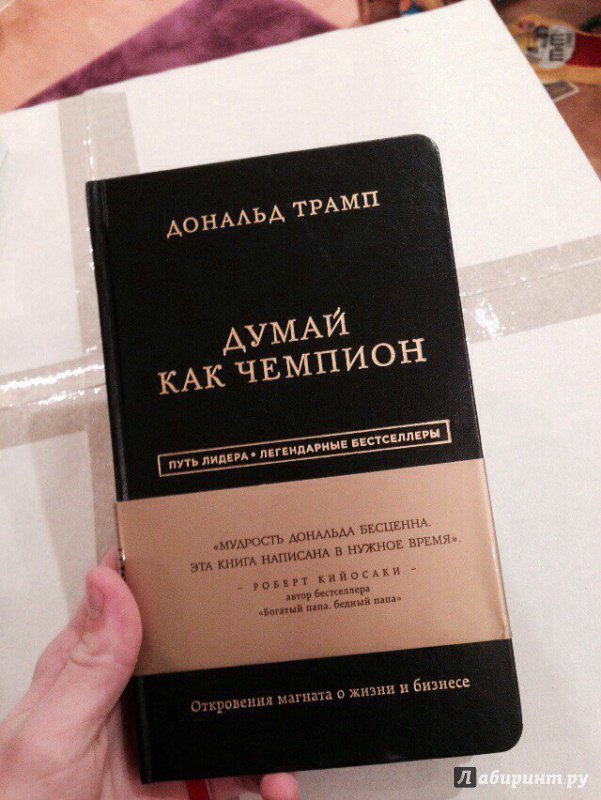 ДОНАЛЬД ТРАМП
ДУМАЙ
КАК ЧЕМПИОН
ПУТЬ ЛИДЕРА • ЛЕГЕНДАРНЫЕ БЕСТСЕЛЛЕРЫ
«МУДРОСТЬ ДОНАЛЬДА БЕСЦЕННА.
ЭТА КНИГА НАПИСАНА В НУЖНОЕ ВРЕМЯ».
– РОБЕРТ КИЙОСАКИ –
автор бестселлера
«Богатый папа, бедный папа»
Откровения магната о жизни и бизнесе
Лабиринт.ру